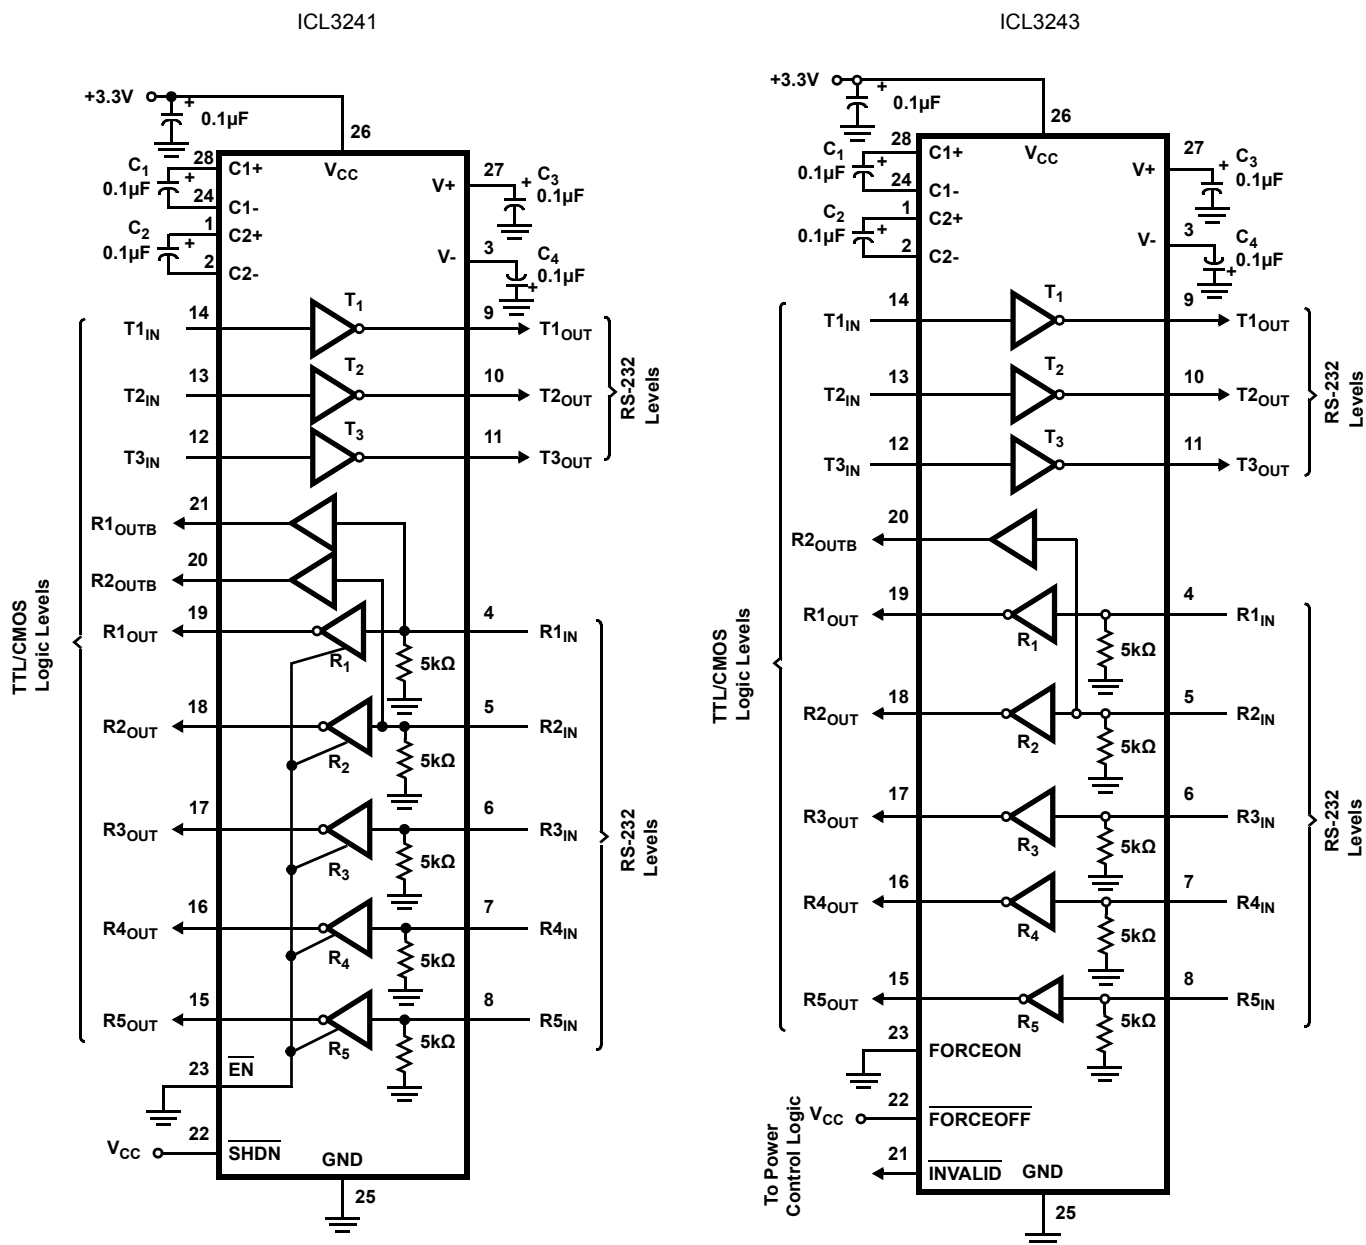 ICL3241
+3.3V
+
0.1µF
26
C1
0.1µF
+
28
C1+
24
C1-
VCC
27
V+
+
C3
0.1µF
C2
0.1µF
+
1
C2+
2
C2-
3
V-
C4
0.1µF
+
T1IN
14
T1
9
T1OUT
T2IN
13
T2
10
T2OUT
T3IN
12
T3
11
T3OUT
RS-232
Levels
R1OUTB
21
R2OUTB
20
R1OUT
19
R1
4
R1IN
5kΩ
R2OUT
18
R2
5
R2IN
5kΩ
R3OUT
17
R3
6
R3IN
5kΩ
R4OUT
16
R4
7
R4IN
5kΩ
R5OUT
15
R5
8
R5IN
5kΩ
TTL/CMOS
Logic Levels
RS-232
Levels
23
EN
VCC
22
SHDN
GND
25
ICL3243
+3.3V
+
0.1µF
26
C1
0.1µF
+
28
C1+
24
C1-
VCC
27
V+
+
C3
0.1µF
C2
0.1µF
+
1
C2+
2
C2-
3
V-
C4
0.1µF
+
T1IN
14
T1
9
T1OUT
T2IN
13
T2
10
T2OUT
T3IN
12
T3
11
T3OUT
RS-232
Levels
R2OUTB
20
R1OUT
19
R1
4
R1IN
5kΩ
R2OUT
18
R2
5
R2IN
5kΩ
R3OUT
17
R3
6
R3IN
5kΩ
R4OUT
16
R4
7
R4IN
5kΩ
R5OUT
15
R5
8
R5IN
5kΩ
TTL/CMOS
Logic Levels
RS-232
Levels
23
FORCEON
VCC
22
FORCEOFF
To Power
Control Logic
21
INVALID
GND
25